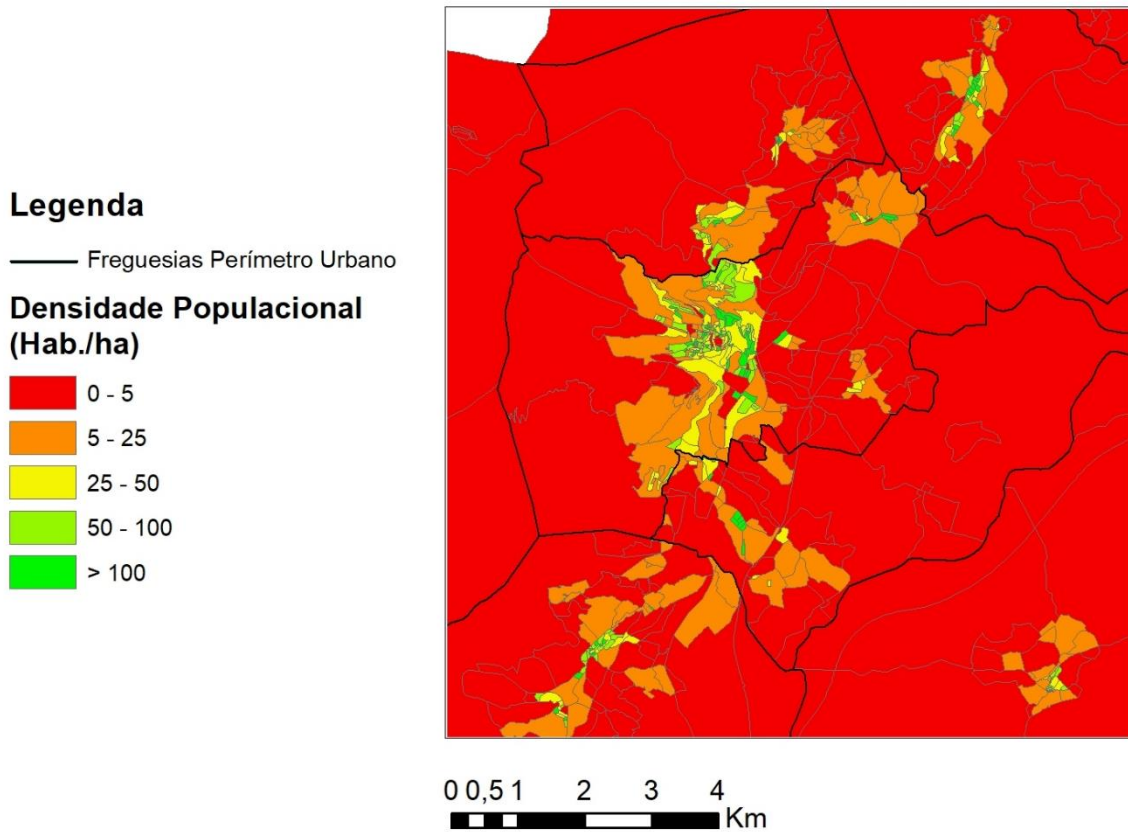 Legenda
Freguesias Perímetro Urbano
Densidade Populacional
(Hab./ha)
0 - 5
5 - 25
25 - 50
50 - 100
> 100
0 0,5 1 2 3 4
Km